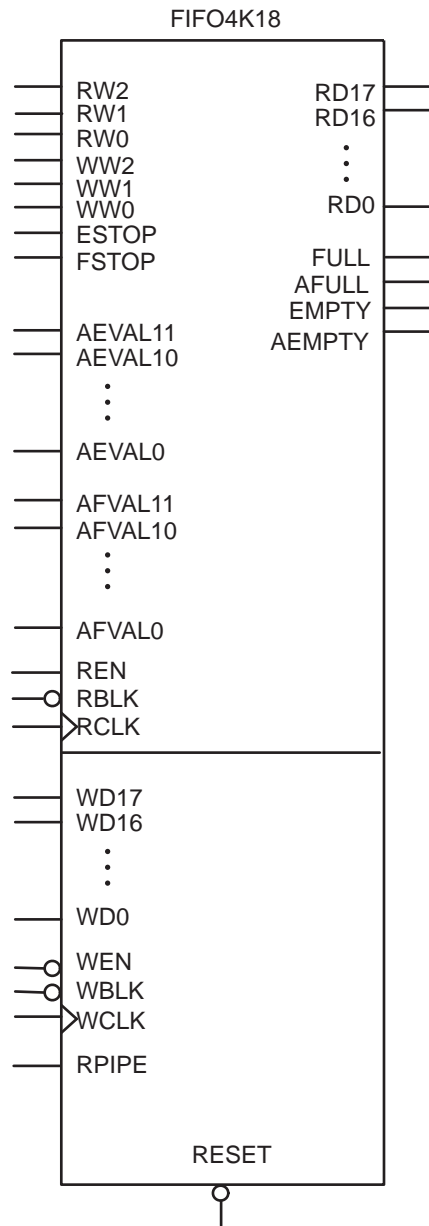 FIFO4K18
RW2
RW1
RW0
WW2
WW1
WW0
ESTOP
FSTOP
AEVAL11
AEVAL10
AEVAL0
AFVAL11
AFVAL10
AFVAL0
REN
RBLK
RCLK
RD17
RD16
RD0
FULL
AFULL
EMPTY
AEMPTY
WD17
WD16
WD0
WEN
WBLK
WCLK
RPIPE
RESET